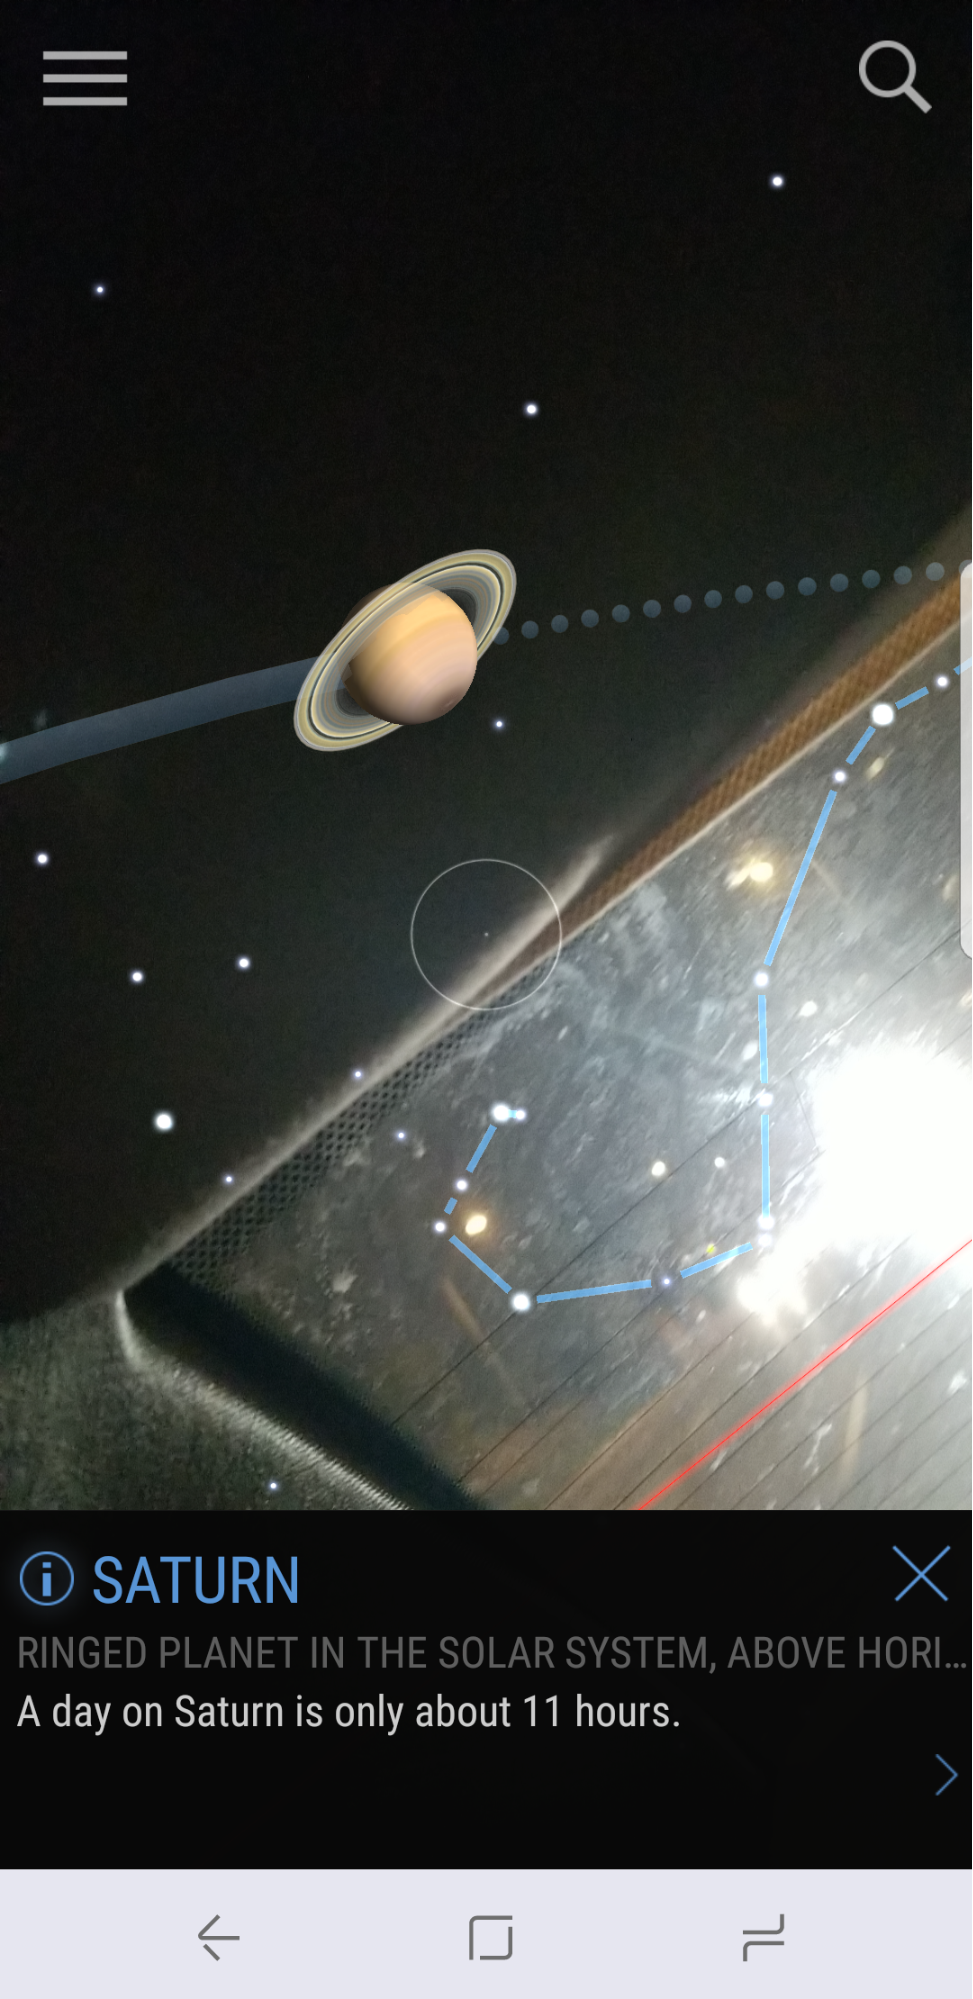 SATURN
RINGED PLANET IN THE SOLAR SYSTEM, ABOVE HORI...
A day on Saturn is only about 11 hours.